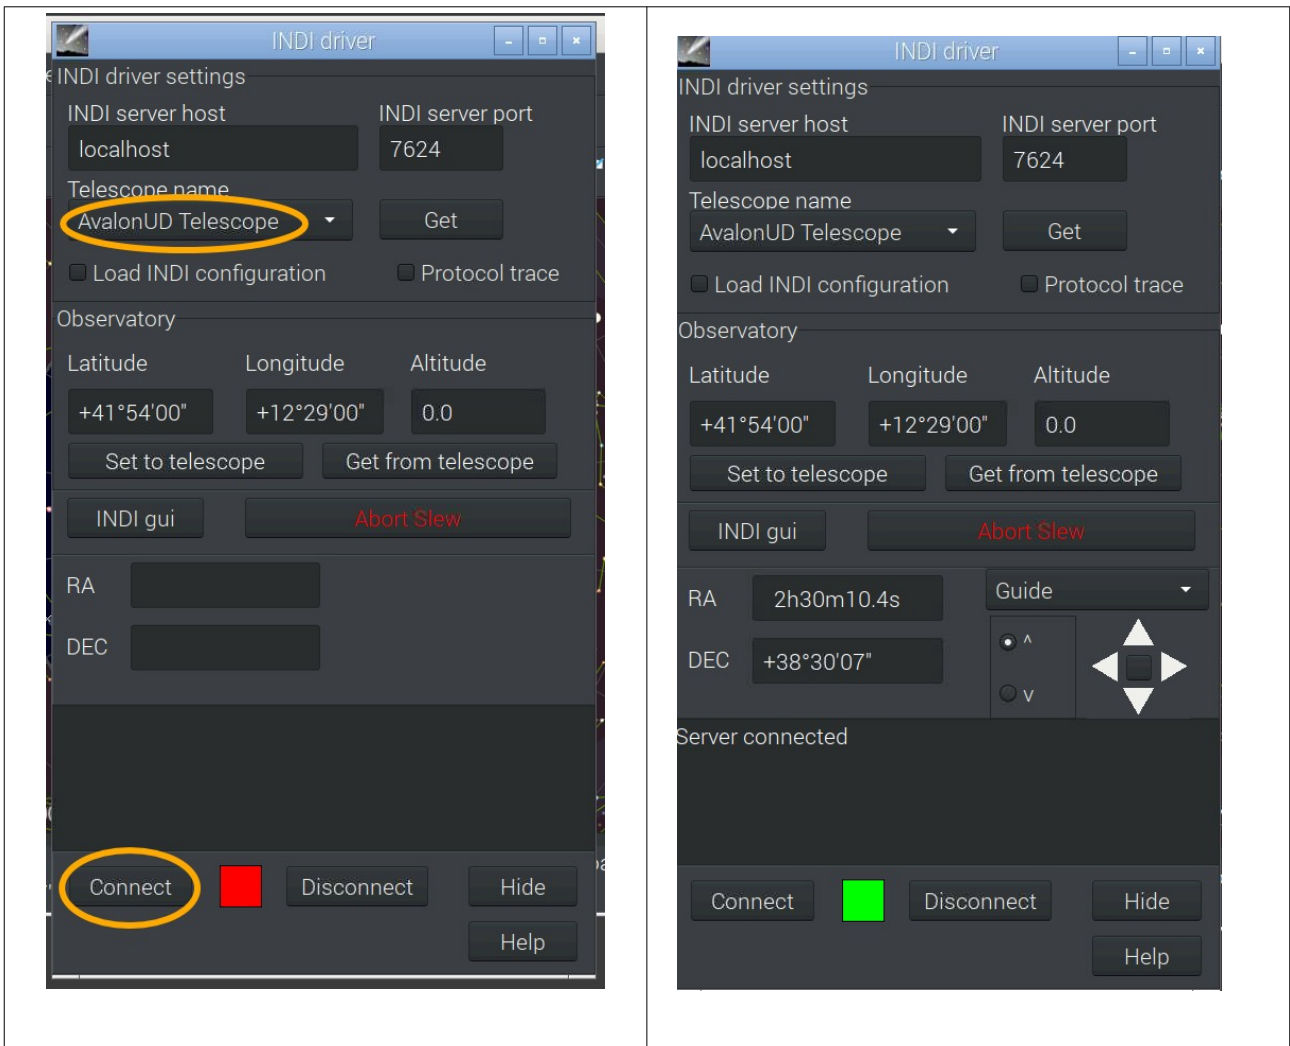 INDI driver
INDI driver settings
INDI server host INDI server port
localhost 7624
Telescope name
AvalonUD Telescope Get
Load INDI configuration Protocol trace
Observatory
Latitude Longitude Altitude
+41°54'00" +12°29'00" 0.0
Set to telescope Get from telescope
INDI gui Abort Slew
RA
DEC
Connect Disconnect Hide
Help
INDI driver
INDI driver settings
INDI server host INDI server port
localhost 7624
Telescope name
AvalonUD Telescope Get
Load INDI configuration Protocol trace
Observatory
Latitude Longitude Altitude
+41°54'00" +12°29'00" 0.0
Set to telescope Get from telescope
INDI gui Abort Slew
RA 2h30m10.4s Guide
^
DEC +38°30'07"
v
Server connected
Connect Disconnect Hide
Help